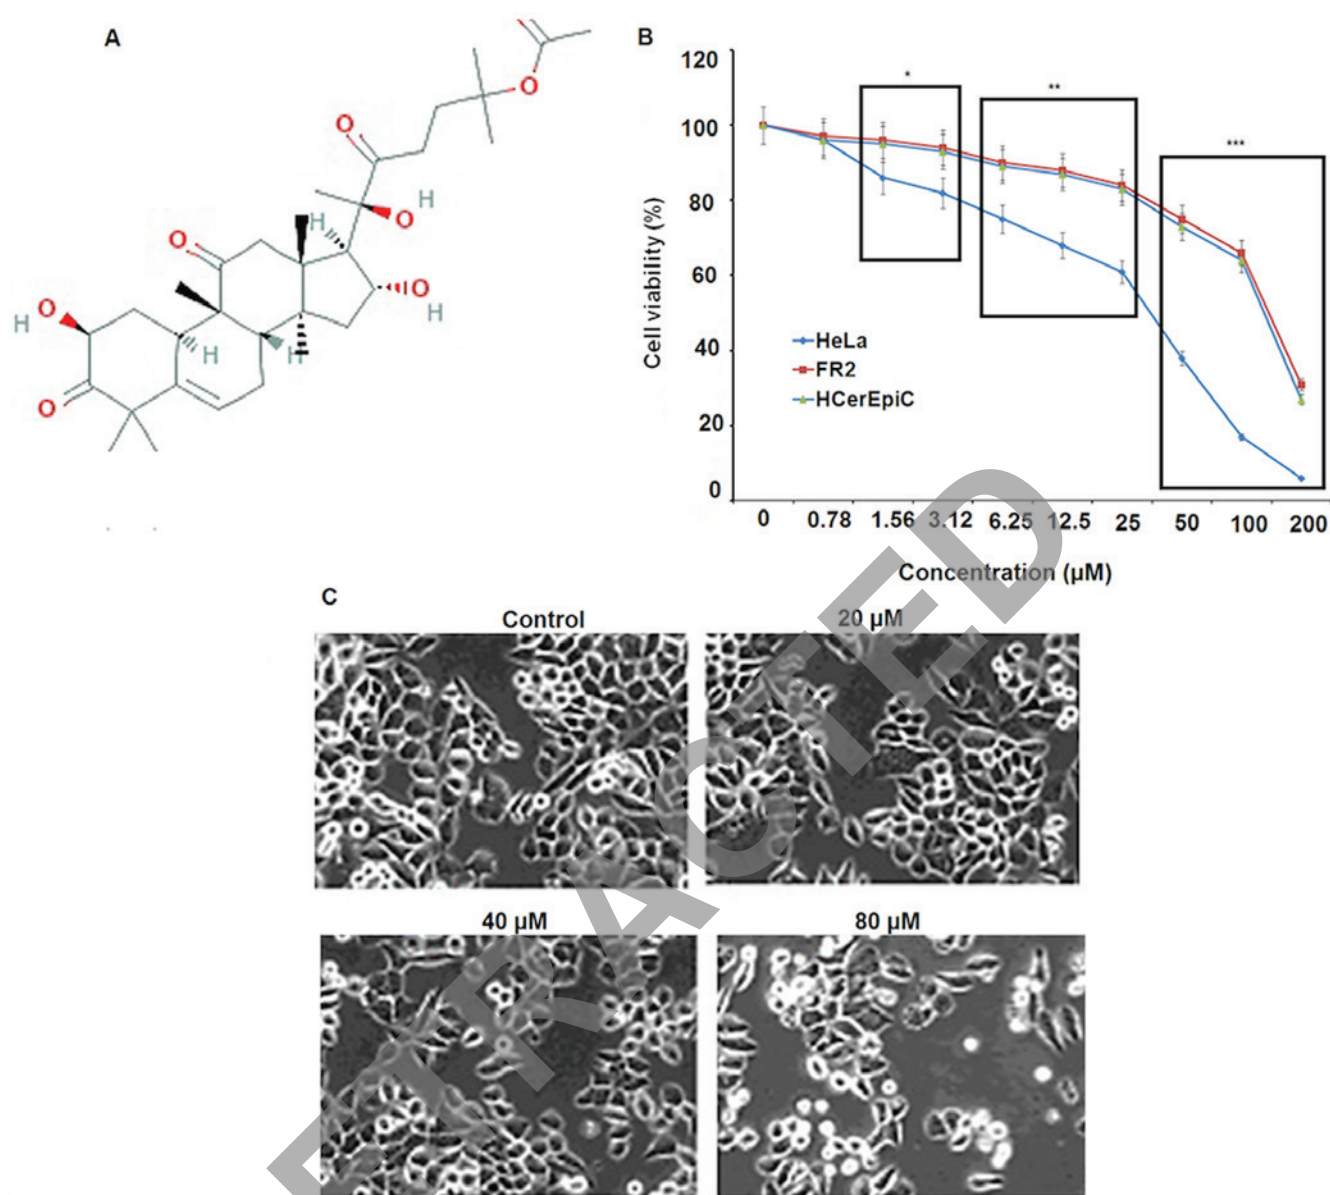 A
O
O
O
H
O
H
O
H
O
H
O
H
H
O
B
120
100
80
60
40
20
0
Cell viability (%)
*
**
***
HeLa
FR2
HCerEpiC
0 0.78 1.56 3.12 6.25 12.5 25 50 100 200
Concentration (µM)
C
Control
20 µM
40 µM
80 µM
RETRACTED